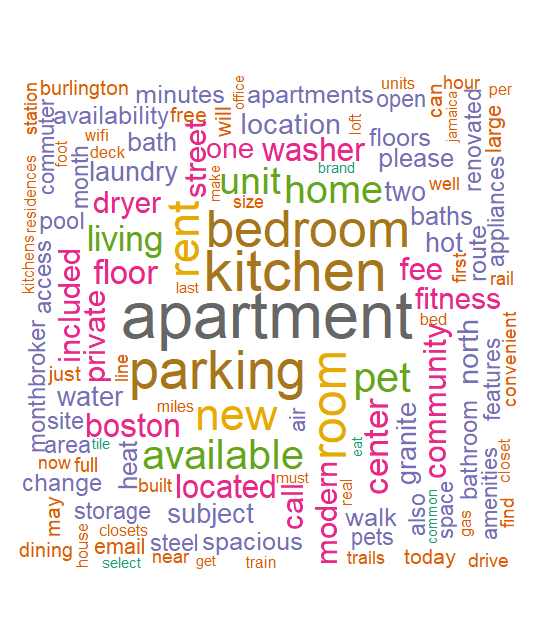 burlington
minutes
office
apartments
units
hour
per
station
availability
free
will
location
open
can
jamaica
large
wifi
deck
bath
loft
floors
renovated
commuter
foot
month
laundry
street
one
washer
please
appliances
make
unit
brand
home
two
well
residences
dryer
size
baths
pool
rent
bedroom
living
hot
route
kitchens
access
floor
kitchen
fee
first
rail
included
private
last
fitness
apartment
bed
convenient
monthbroker
line
north
just
parking
room
pet
community
features
water
miles
new
air
site
boston
center
granite
bathroom
area
tile
available
eat
closet
now
full
heat
change
built
located
must
call
modern
real
also
common
space
gas
amenities
find
may
storage
subject
walk
house
closets
email
steel
spacious
pets
dining
select
near
get
train
trails
today
drive